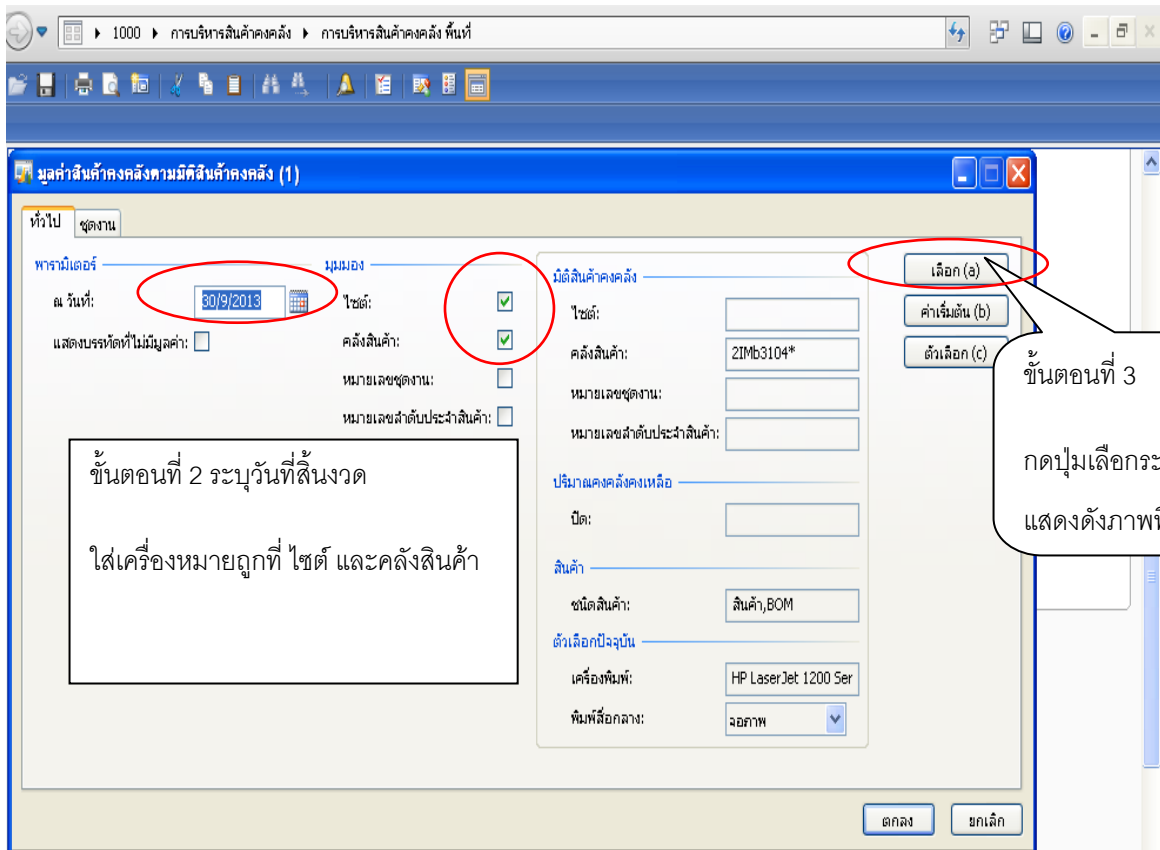 1000 ▸ การบริหารสินค้าคงคลัง ▸ การบริหารสินค้าคงคลัง พื้นที่
มูลค่าสินค้าคงคลังตามมิติสินค้าคงคลัง (1)
ทั่วไป ชุดงาน
พารามิเตอร์
ณ วันที่: 30/9/2013
แสดงบรรทัดที่ไม่มีมูลค่า:
มุมมอง
ไซต์:
คลังสินค้า:
หมายเลขชุดงาน:
หมายเลขลำดับประจำสินค้า:
มิติสินค้าคงคลัง
ไซต์:
คลังสินค้า: 2IMb3104*
หมายเลขชุดงาน:
หมายเลขลำดับประจำสินค้า:
ปริมาณคงคลังคงเหลือ
ปิด:
สินค้า
ชนิดสินค้า: สินค้า,BOM
ตัวเลือกปัจจุบัน
เครื่องพิมพ์: HP LaserJet 1200 Ser
พิมพ์สื่อกลาง: จอภาพ
เลือก (a)
ค่าเริ่มต้น (b)
ตัวเลือก (c)
ขั้นตอนที่ 2 ระบุวันที่สิ้นงวด
ใส่เครื่องหมายถูกที่ ไซต์ และคลังสินค้า
ขั้นตอนที่ 3
กดปุ่มเลือกระ
แสดงดังภาพที
ตกลง ยกเลิก